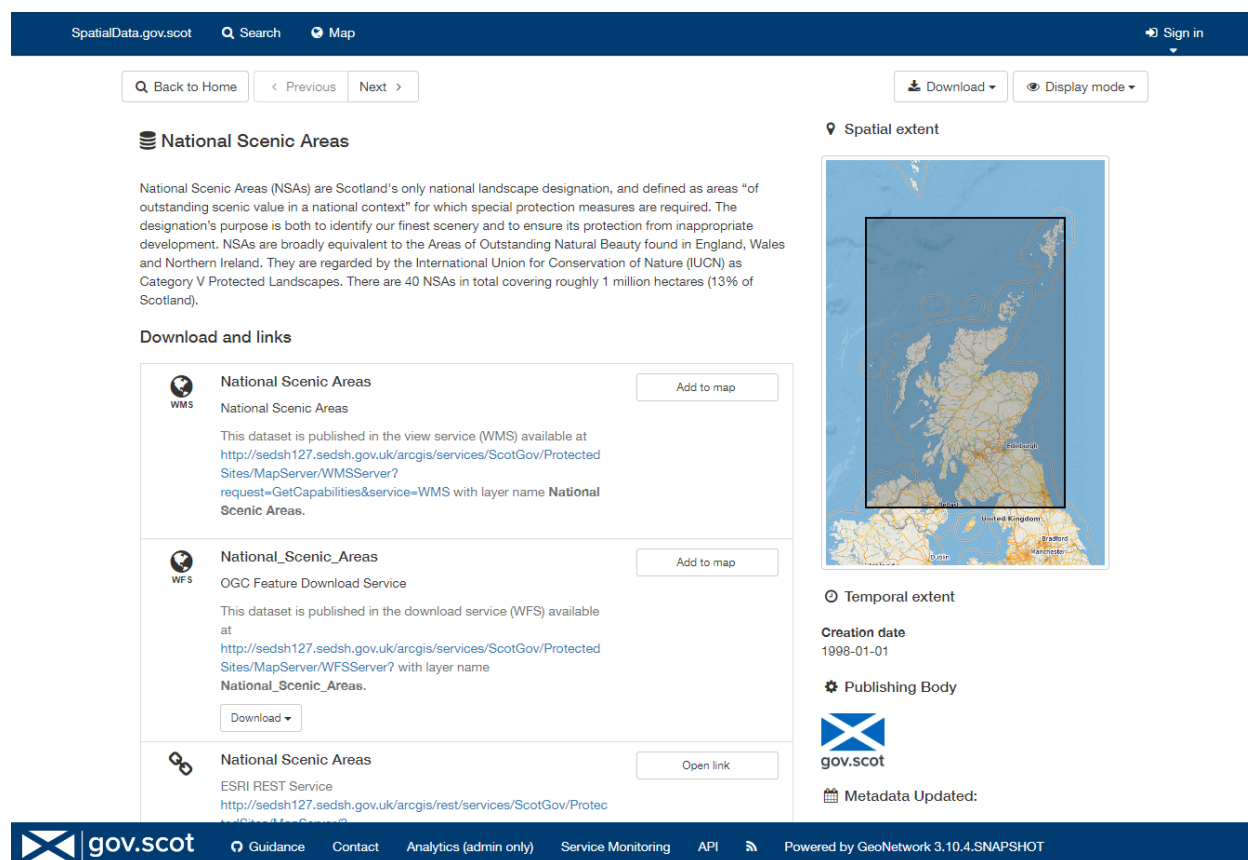 SpatialData.gov.scot Search Map Sign in
Back to Home Previous Next Download Display mode
National Scenic Areas
National Scenic Areas (NSAs) are Scotland's only national landscape designation, and defined as areas “of
outstanding scenic value in a national context” for which special protection measures are required. The
designation’s purpose is both to identify our finest scenery and to ensure its protection from inappropriate
development. NSAs are broadly equivalent to the Areas of Outstanding Natural Beauty found in England, Wales
and Northern Ireland. They are regarded by the International Union for Conservation of Nature (IUCN) as
Category V Protected Landscapes. There are 40 NSAs in total covering roughly 1 million hectares (13% of
Scotland).
Download and links
WMS
National Scenic Areas
Add to map
National Scenic Areas
This dataset is published in the view service (WMS) available at
http://sedsh127.sedsh.gov.uk/arcgis/services/ScotGov/Protected
Sites/MapServer/WMSServer?
request=GetCapabilities&service=WMS with layer name National
Scenic Areas.
WFS
National_Scenic_Areas
Add to map
OGC Feature Download Service
This dataset is published in the download service (WFS) available
at
http://sedsh127.sedsh.gov.uk/arcgis/services/ScotGov/Protected
Sites/MapServer/WFSServer? with layer name
National_Scenic_Areas.
Download
National Scenic Areas
Open link
ESRI REST Service
http://sedsh127.sedsh.gov.uk/arcgis/rest/services/ScotGov/Protec
Spatial extent
Edinburgh
Belfast
United Kingdom
Bradford
Manchester
Dublin
Temporal extent
Creation date
1998-01-01
Publishing Body
gov.scot
Metadata Updated:
gov.scot Guidance Contact Analytics (admin only) Service Monitoring API Powered by GeoNetwork 3.10.4.SNAPSHOT